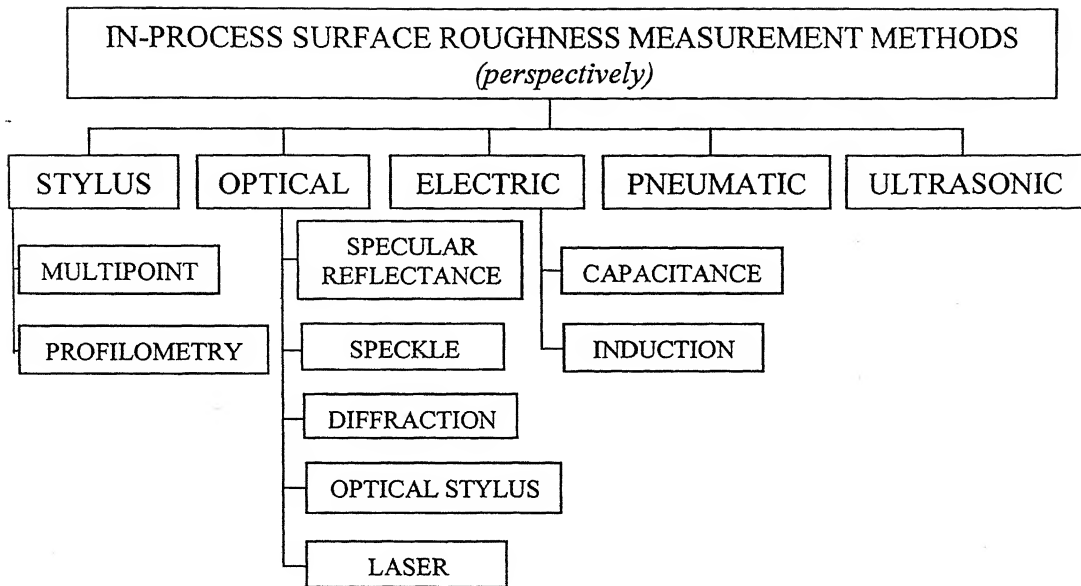 IN-PROCESS SURFACE ROUGHNESS MEASUREMENT METHODS
(perspectively)
STYLUS
OPTICAL
ELECTRIC
PNEUMATIC
ULTRASONIC
MULTIPOINT
PROFILOMETRY
SPECULAR
REFLECTANCE
SPECKLE
DIFFRACTION
OPTICAL STYLUS
LASER
CAPACITANCE
INDUCTION